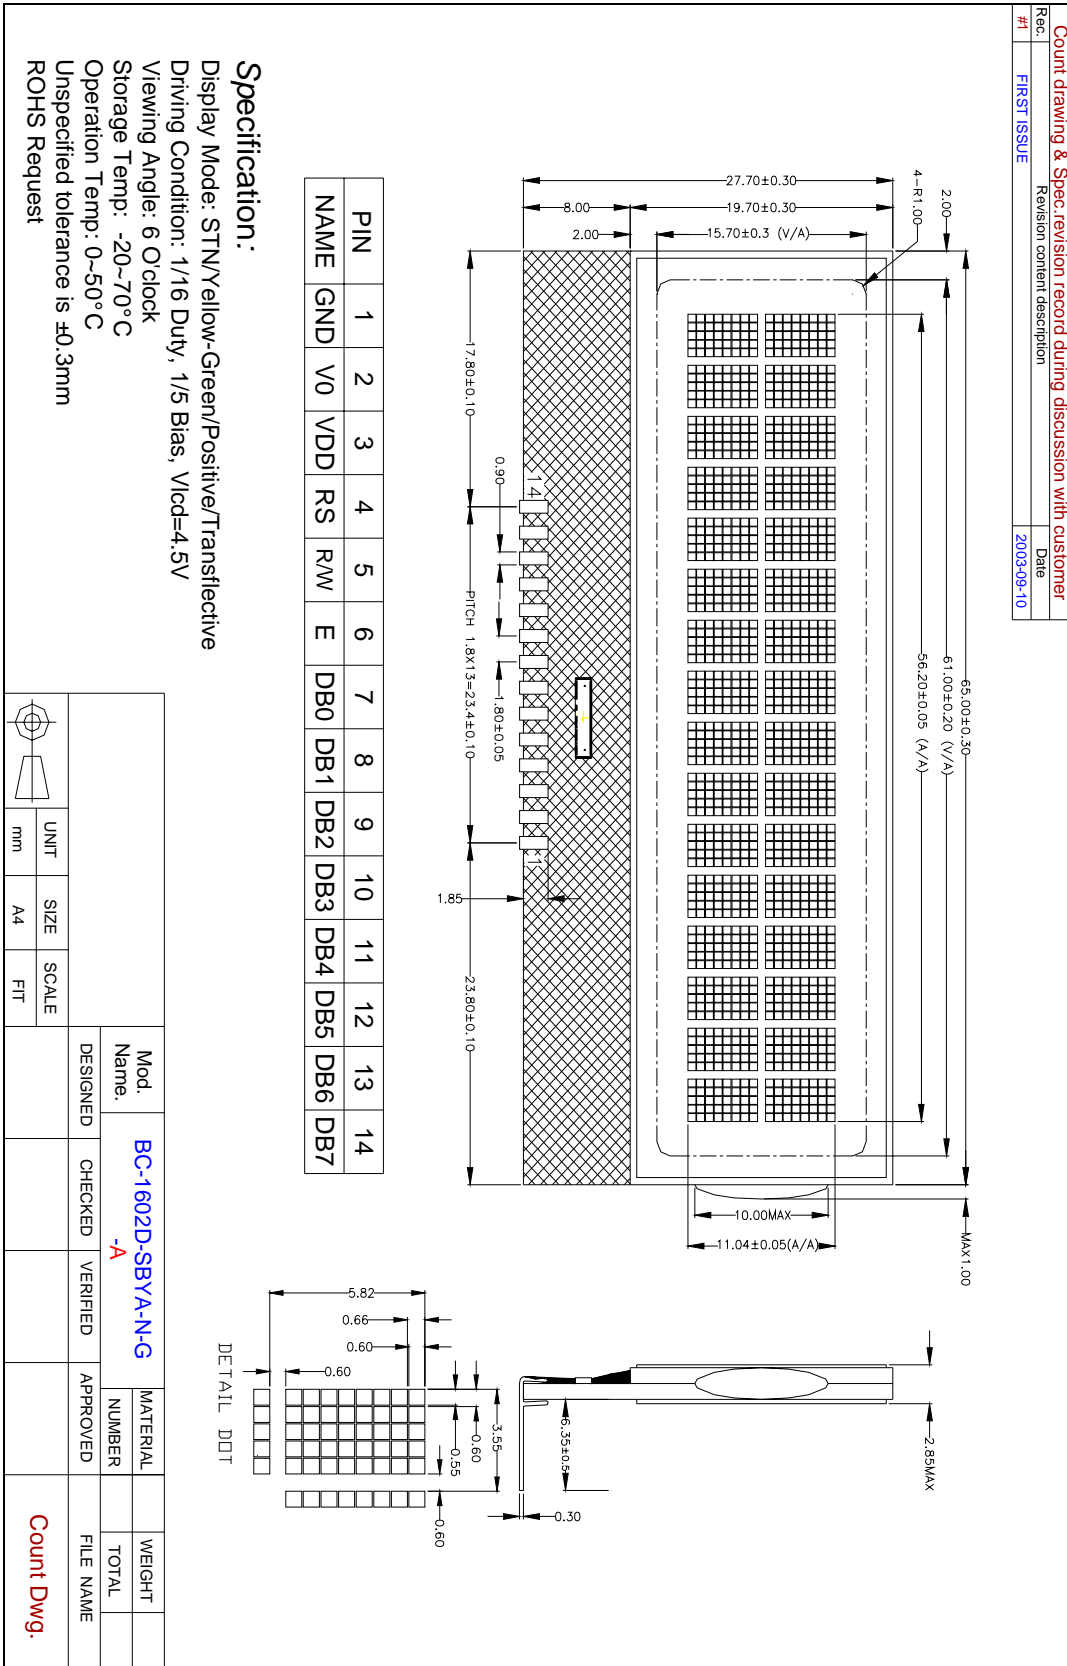 Count drawing & Spec.revision record during discussion with customer
Rec. Revision content description Date
#1 FIRST ISSUE 2003-09-10
65.00±0.30
61.00±0.20 (V/A)
56.20±0.05 (A/A)
2.00
4-R1.00
27.70±0.30
19.70±0.30
8.00
15.70±0.3 (V/A)
2.00
MAX1.00
10.00MAX
11.04±0.05(A/A)
2.85MAX
14
1
0.90
1.80±0.05
17.80±0.10
PITCH 1.8X13=23.4±0.10
23.80±0.10
1.85
6.35±0.5
0.30
5.82
0.66
0.60
0.60
3.55
0.60
0.55
0.60
DETAIL DOT
PIN 1 2 3 4 5 6 7 8 9 10 11 12 13 14
NAME GND V0 VDD RS R/W E DB0 DB1 DB2 DB3 DB4 DB5 DB6 DB7
Specification:
Display Mode: STN/Yellow-Green/Positive/Transflective
Driving Condition: 1/16 Duty, 1/5 Bias, Vlcd=4.5V
Viewing Angle: 6 O'clock
Storage Temp: -20~70°C
Operation Temp: 0~50°C
Unspecified tolerance is ±0.3mm
ROHS Request
Mod. Name. BC-1602D-SBYA-N-G
-A
MATERIAL WEIGHT
NUMBER TOTAL
DESIGNED CHECKED VERIFIED APPROVED FILE NAME
UNIT SIZE SCALE
mm A4 FIT
Count Dwg.